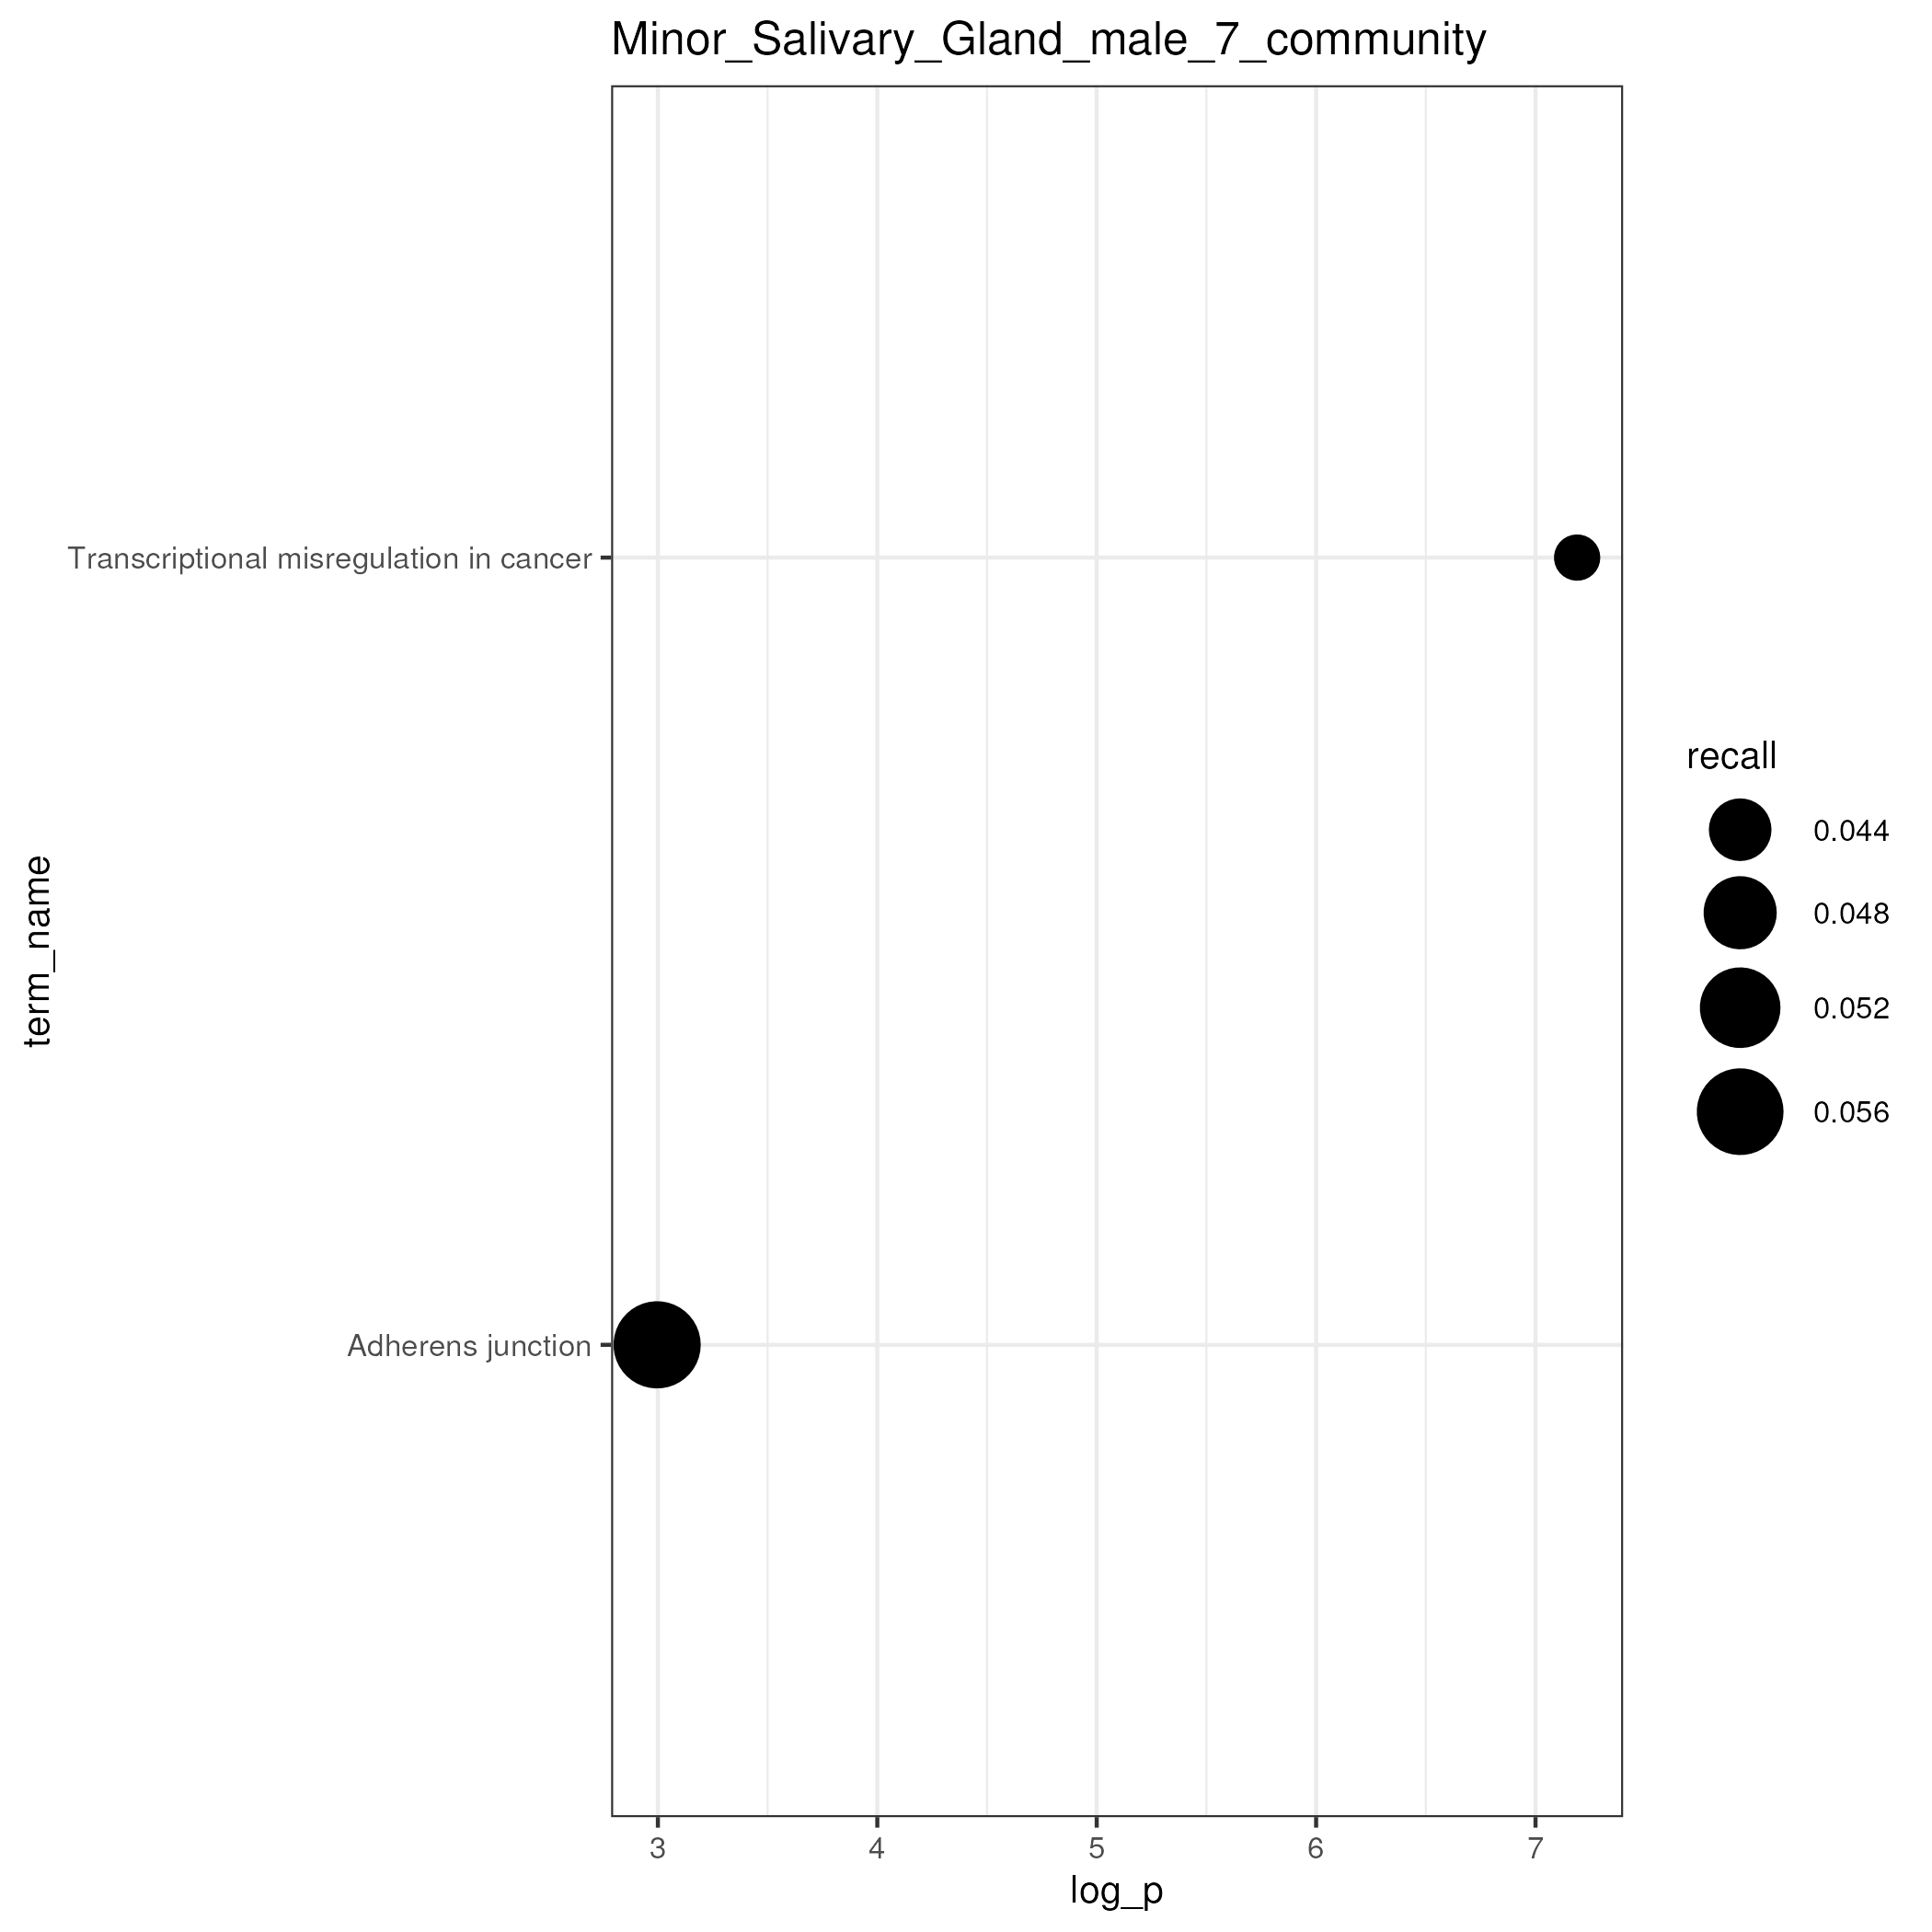 Minor_Salivary_Gland_male_7_community
term_name
Transcriptional misregulation in cancer
Adherens junction
3 4 5 6 7
log_p
recall
0.044
0.048
0.052
0.056